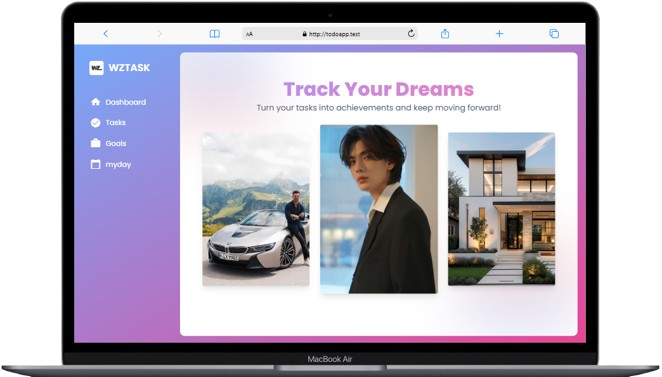 AA
http://todoapp.test
WZ.
WZTASK
Dashboard
Tasks
Goals
myday
Track Your Dreams
Turn your tasks into achievements and keep moving forward!
MacBook Air